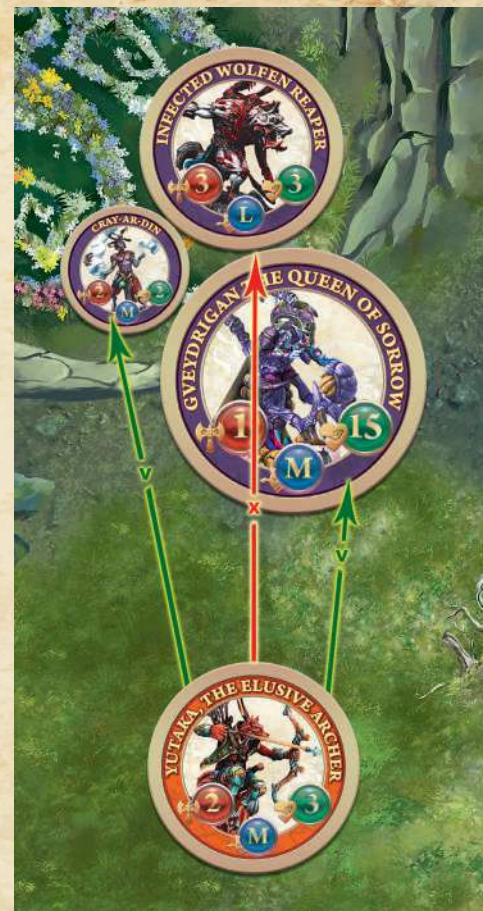 INFECTED WOLFEN REAPER
3
L
3
CRAY-AR-DIN
2
M
GVEYDRIGAN THE QUEEN OF SORROW
1
M
15
v
x
v
YUTAKA, THE ELUSIVE ARCHER
2
M
3